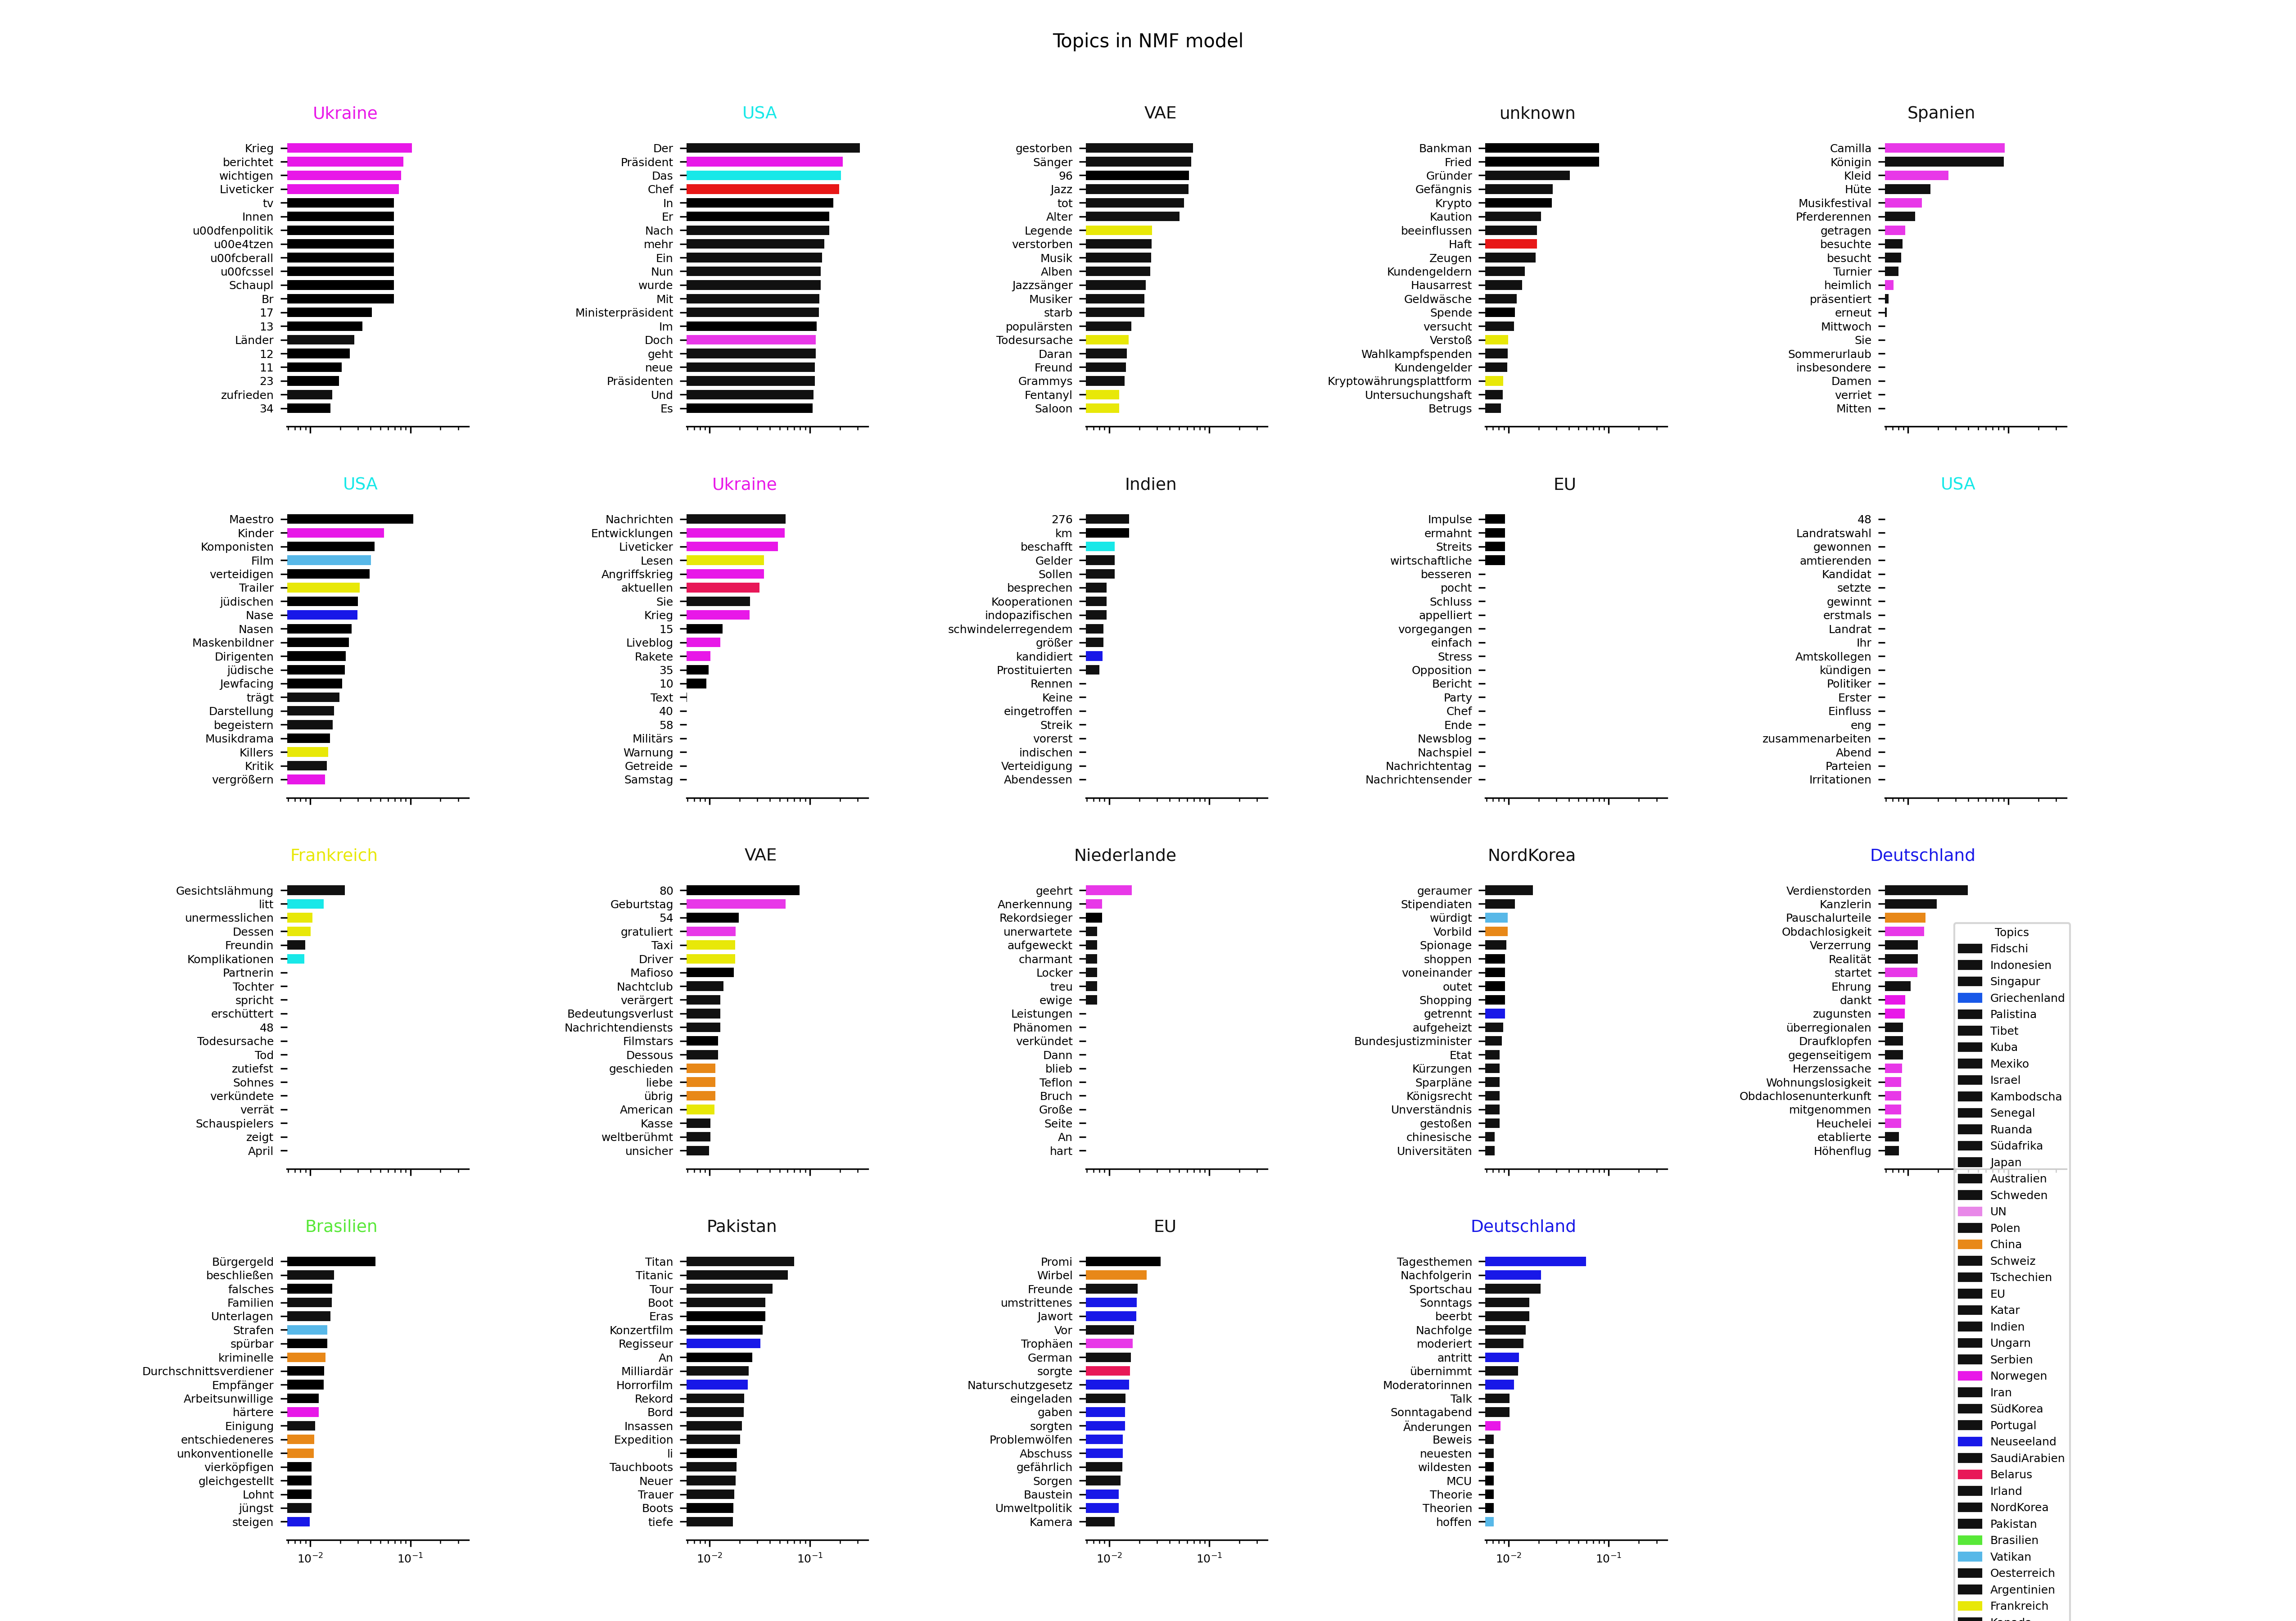 Topics in NMF model
Ukraine
Krieg
berichtet
wichtigen
Liveticker
tv
Innen
u00dfenpolitik
u00e4tzen
u00fcberall
u00fcssel
Schaupl
Br
17
13
Länder
12
11
23
zufrieden
34
USA
Der
Präsident
Das
Chef
In
Er
Nach
mehr
Ein
Nun
wurde
Mit
Ministerpräsident
Im
Doch
geht
neue
Präsidenten
Und
Es
VAE
gestorben
Sänger
96
Jazz
tot
Alter
Legende
verstorben
Musik
Alben
Jazzsänger
Musiker
starb
populärsten
Todesursache
Daran
Freund
Grammys
Fentanyl
Saloon
unknown
Bankman
Fried
Gründer
Gefängnis
Krypto
Kaution
beeinflussen
Haft
Zeugen
Kundengeldern
Hausarrest
Geldwäsche
Spende
versucht
Verstoß
Wahlkampfspenden
Kundengelder
Kryptowährungsplattform
Untersuchungshaft
Betrugs
Spanien
Camilla
Königin
Kleid
Hüte
Musikfestival
Pferderennen
getragen
besuchte
besucht
Turnier
heimlich
präsentiert
erneut
Mittwoch
Sie
Sommerurlaub
insbesondere
Damen
verriet
Mitten
USA
Maestro
Kinder
Komponisten
Film
verteidigen
Trailer
jüdischen
Nase
Nasen
Maskenbildner
Dirigenten
jüdische
Jewfacing
trägt
Darstellung
begeistern
Musikdrama
Killers
Kritik
vergrößern
Ukraine
Nachrichten
Entwicklungen
Liveticker
Lesen
Angriffskrieg
aktuellen
Sie
Krieg
15
Liveblog
Rakete
35
10
Text
40
58
Militärs
Warnung
Getreide
Samstag
Indien
276
km
beschafft
Gelder
Sollen
besprechen
Kooperationen
indopazifischen
schwindelerregendem
größer
kandidiert
Prostituierten
Rennen
Keine
eingetroffen
Streik
vorerst
indischen
Verteidigung
Abendessen
EU
Impulse
ermahnt
Streits
wirtschaftliche
besseren
pocht
Schluss
appelliert
vorgegangen
einfach
Stress
Opposition
Bericht
Party
Chef
Ende
Newsblog
Nachspiel
Nachrichtentag
Nachrichtensender
USA
48
Landratswahl
gewonnen
amtierenden
Kandidat
setzte
gewinnt
erstmals
Landrat
Ihr
Amtskollegen
kündigen
Politiker
Erster
Einfluss
eng
zusammenarbeiten
Abend
Parteien
Irritationen
Frankreich
Gesichtslähmung
litt
unermesslichen
Dessen
Freundin
Komplikationen
Partnerin
Tochter
spricht
erschüttert
48
Todesursache
Tod
zutiefst
Sohnes
verkündete
verrät
Schauspielers
zeigt
April
VAE
80
Geburtstag
54
gratuliert
Taxi
Driver
Mafioso
Nachtclub
verärgert
Bedeutungsverlust
Nachrichtendiensts
Filmstars
Dessous
geschieden
liebe
übrig
American
Kasse
weltberühmt
unsicher
Niederlande
geehrt
Anerkennung
Rekordsieger
unerwartete
aufgeweckt
charmant
Locker
treu
ewige
Leistungen
Phänomen
verkündet
Dann
blieb
Teflon
Bruch
Große
Seite
An
hart
NordKorea
geraumer
Stipendiaten
würdigt
Vorbild
Spionage
shoppen
voneinander
outet
Shopping
getrennt
aufgeheizt
Bundesjustizminister
Etat
Kürzungen
Sparpläne
Königsrecht
Unverständnis
gestoßen
chinesische
Universitäten
Deutschland
Verdienstorden
Kanzlerin
Pauschalurteile
Obdachlosigkeit
Verzerrung
Realität
startet
Ehrung
dankt
zugunsten
überregionalen
Draufklopfen
gegenseitigem
Herzenssache
Wohnungslosigkeit
Obdachlosenunterkunft
mitgenommen
Heuchelei
etablierte
Höhenflug
Brasilien
Bürgergeld
beschließen
falsches
Familien
Unterlagen
Strafen
spürbar
kriminelle
Durchschnittsverdiener
Empfänger
Arbeitsunwillige
härtere
Einigung
entschiedeneres
unkonventionelle
vierköpfigen
gleichgestellt
Lohnt
jüngst
steigen
10⁻² 10⁻¹
Pakistan
Titan
Titanic
Tour
Boot
Eras
Konzertfilm
Regisseur
An
Milliardär
Horrorfilm
Rekord
Bord
Insassen
Expedition
li
Tauchboots
Neuer
Trauer
Boots
tiefe
10⁻² 10⁻¹
EU
Promi
Wirbel
Freunde
umstrittenes
Jawort
Vor
Trophäen
German
sorgte
Naturschutzgesetz
eingeladen
gaben
sorgten
Problemwölfen
Abschuss
gefährlich
Sorgen
Baustein
Umweltpolitik
Kamera
10⁻² 10⁻¹
Deutschland
Tagesthemen
Nachfolgerin
Sportschau
Sonntags
beerbt
Nachfolge
moderiert
antritt
übernimmt
Moderatorinnen
Talk
Sonntagabend
Änderungen
Beweis
neuesten
wildesten
MCU
Theorie
Theorien
hoffen
10⁻² 10⁻¹
Topics
Fidschi
Indonesien
Singapur
Griechenland
Palistina
Tibet
Kuba
Mexiko
Israel
Kambodscha
Senegal
Ruanda
Südafrika
Japan
Australien
Schweden
UN
Polen
China
Schweiz
Tschechien
EU
Katar
Indien
Ungarn
Serbien
Norwegen
Iran
SüdKorea
Portugal
Neuseeland
SaudiArabien
Belarus
Irland
NordKorea
Pakistan
Brasilien
Vatikan
Oesterreich
Argentinien
Frankreich